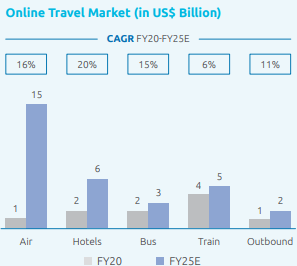 Online Travel Market (in US$ Billion)
CAGR FY20-FY25E
16% 20% 15% 6% 11%
15
1
2 6
2 3
4 5
1 2
Air Hotels Bus Train Outbound
FY20 FY25E